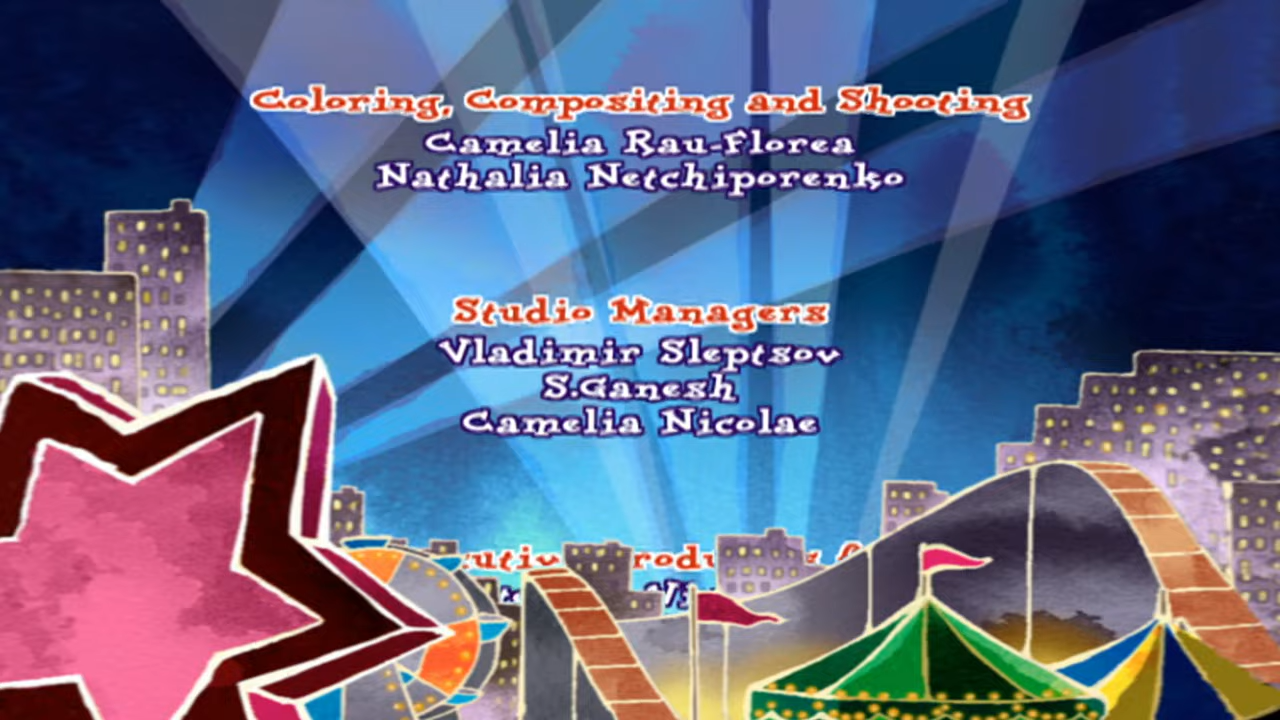 Coloring, Compositing and Shooting
Camelia Rau-Florea
Nathalia Netchiporenko
Studio Managers
Vladimir Sleptsov
S.Ganesh
Camelia Nicolae